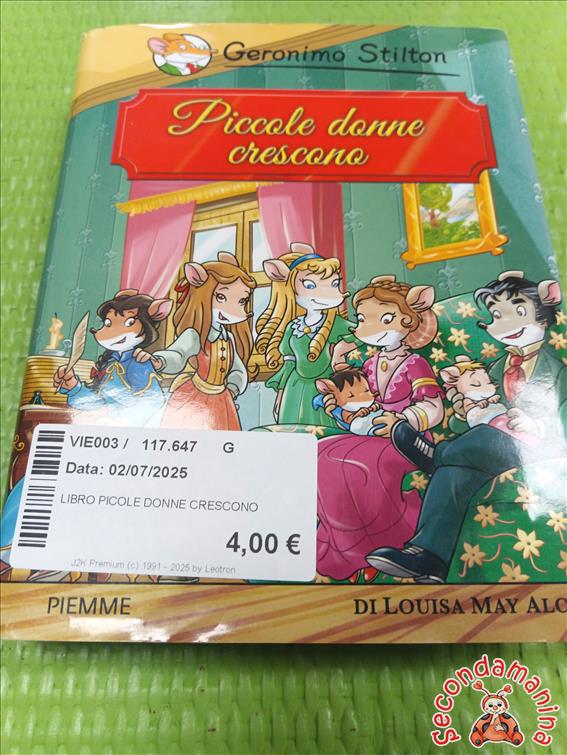 Geronimo Stilton
Piccole donne
crescono
VIE003 / 117.647 G
Data: 02/07/2025
LIBRO PICOLE DONNE CRESCONO
4,00 €
J2K Premium (c) 1991 - 2025 by Leotron
PIEMME
DI LOUISA MAY ALC
secondamanina